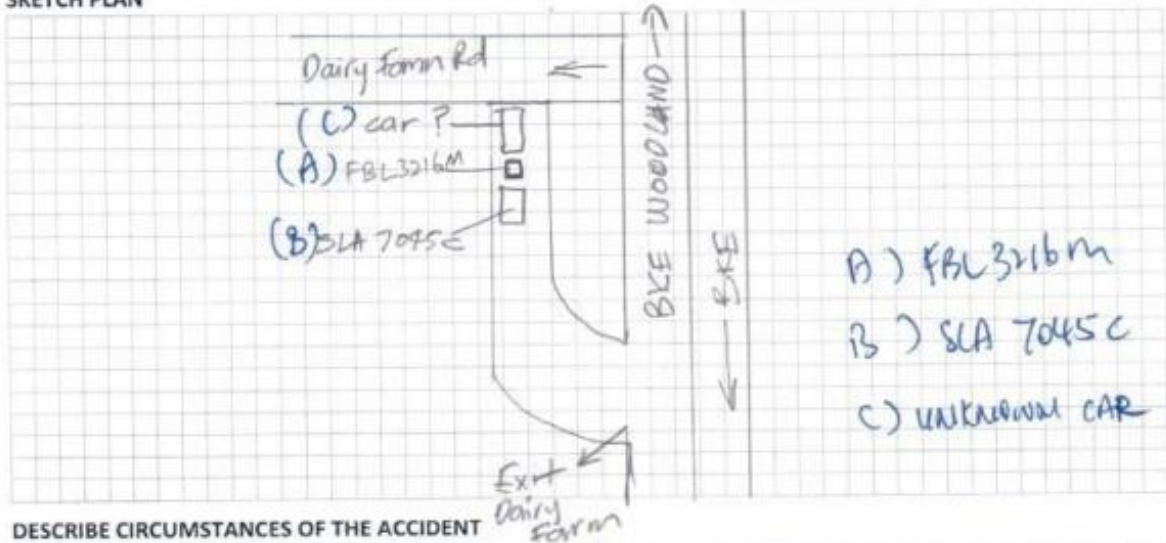 SKETCH PLAN
Dairy Farm Rd
(C) car ?
(A) FBL3216M
(B) SLA 7045C
BKE WOODLAND
BKE
Exit
Dairy
Farm
A) FBL3216M
B) SLA 7045C
C) UNKNOWN CAR
DESCRIBE CIRCUMSTANCES OF THE ACCIDENT